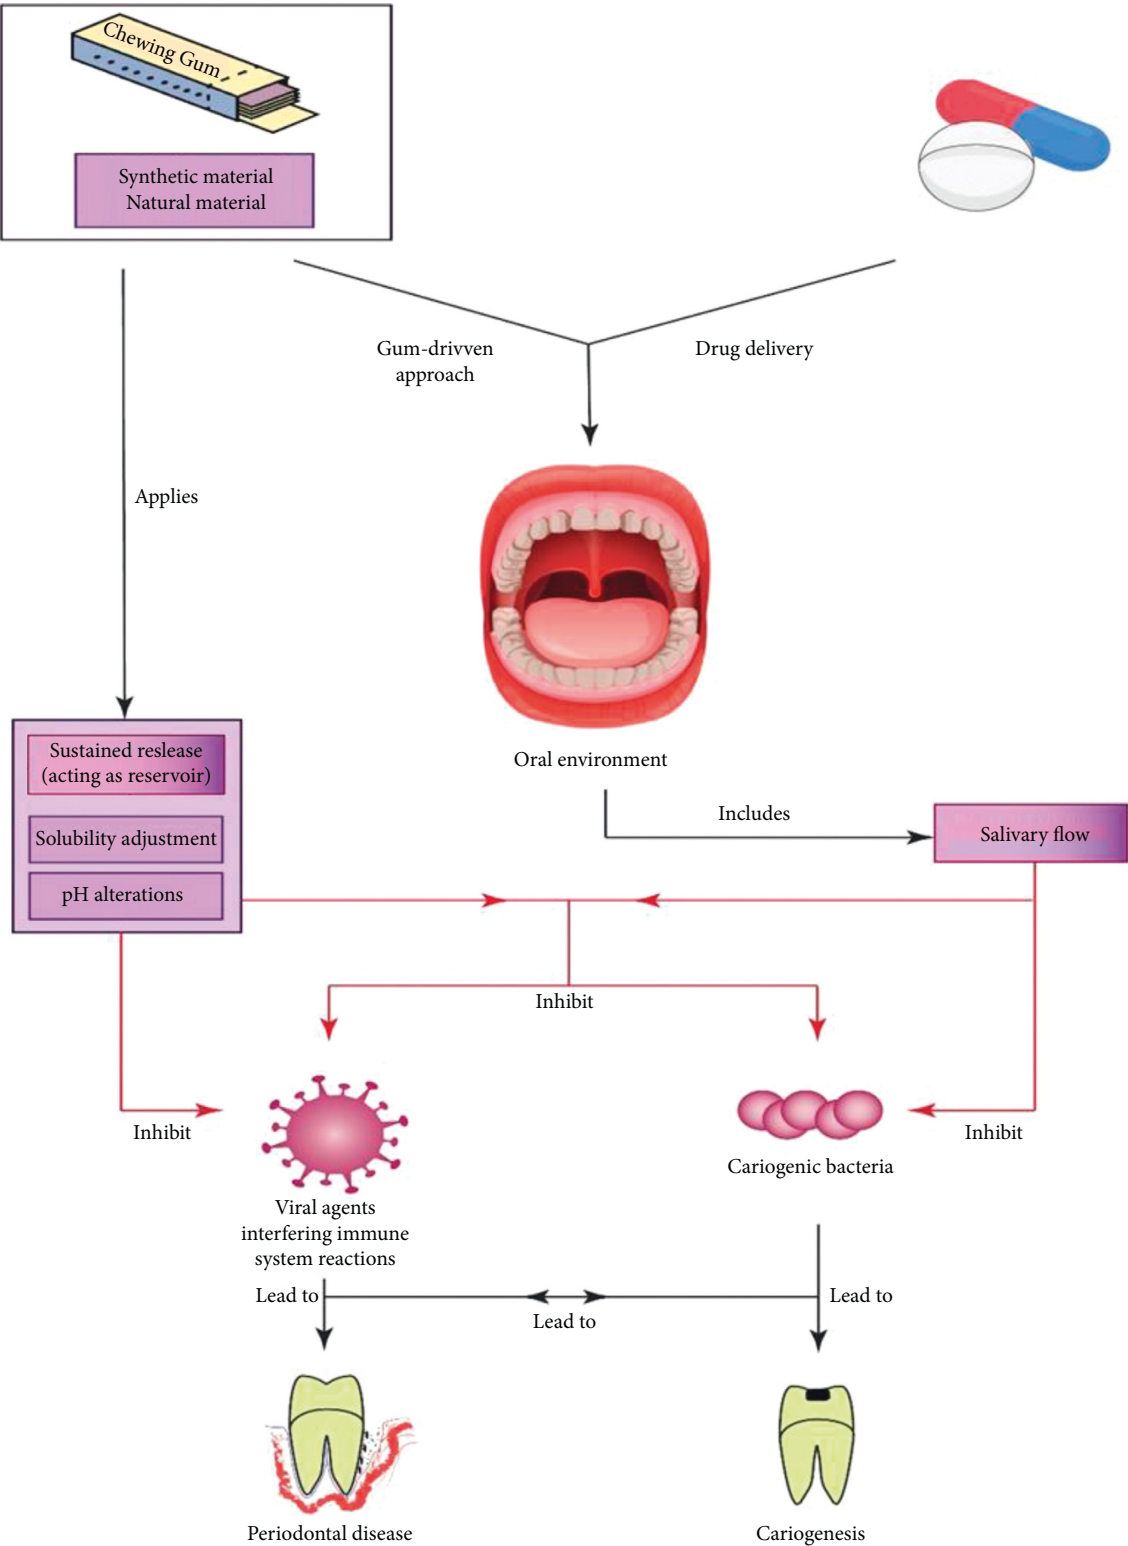 Chewing Gum
Synthetic material
Natural material
Gum-drivven
approach
Drug delivery
Applies
Oral environment
Sustained reslease
(acting as reservoir)
Solubility adjustment
pH alterations
Includes
Salivary flow
Inhibit
Inhibit
Inhibit
Cariogenic bacteria
Viral agents
interfering immune
system reactions
Lead to
Lead to
Lead to
Periodontal disease
Cariogenesis